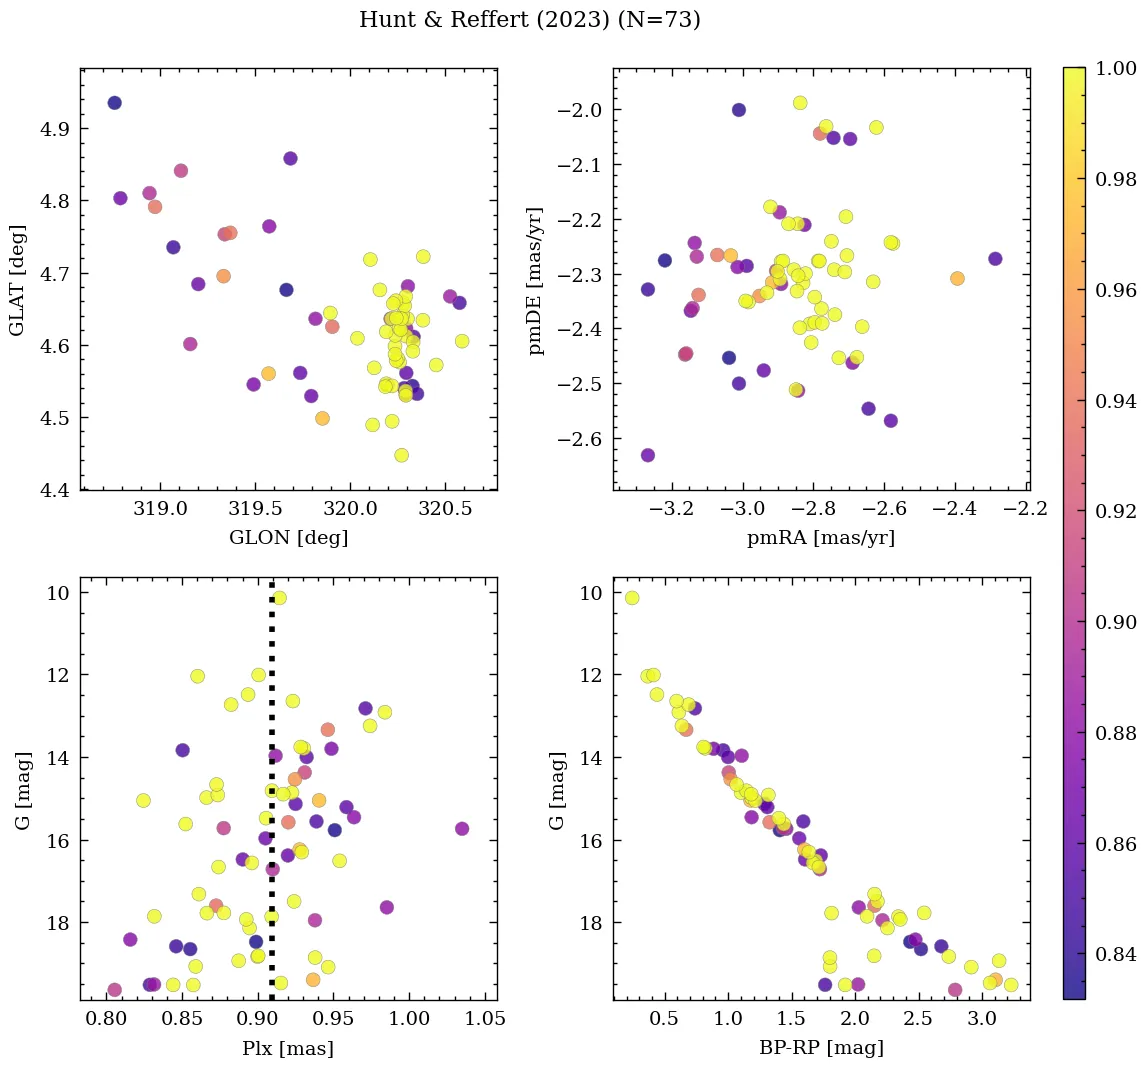 Hunt & Reffert (2023) (N=73)
4.9
4.8
4.7
4.6
4.5
4.4
GLAT [deg]
319.0 319.5 320.0 320.5
GLON [deg]
−2.0
−2.1
−2.2
−2.3
−2.4
−2.5
−2.6
pmDE [mas/yr]
−3.2 −3.0 −2.8 −2.6 −2.4 −2.2
pmRA [mas/yr]
10
12
14
16
18
G [mag]
0.80 0.85 0.90 0.95 1.00 1.05
Plx [mas]
10
12
14
16
18
G [mag]
0.5 1.0 1.5 2.0 2.5 3.0
BP-RP [mag]
1.00
0.98
0.96
0.94
0.92
0.90
0.88
0.86
0.84